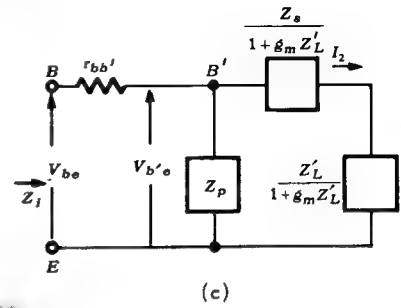 Z_s
1 + g_m Z'_L
I_2
B
r_bb'
B'
V_be
V_b'e
Z_p
Z'_L
1 + g_m Z'_L
Z_i
E
(c)